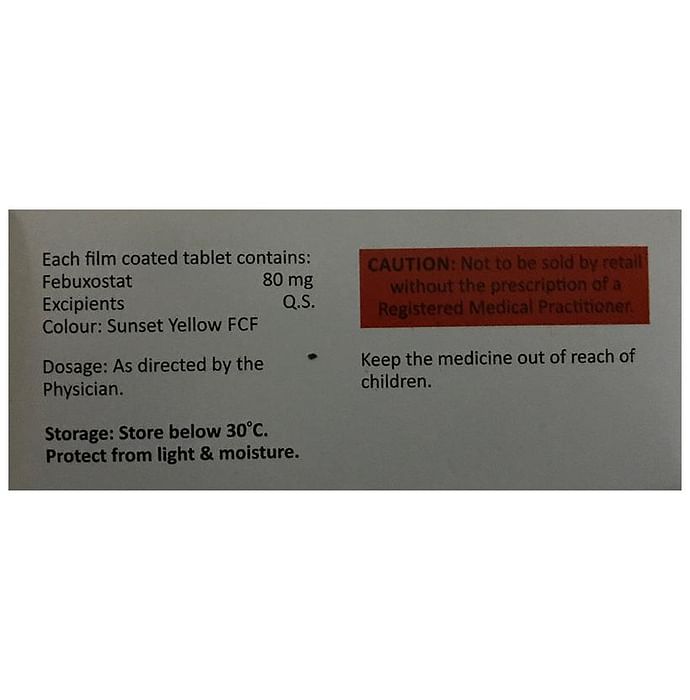 Each film coated tablet contains:
Febuxostat 80 mg
Excipients Q.S.
Colour: Sunset Yellow FCF
Dosage: As directed by the
Physician.
Storage: Store below 30°C.
Protect from light & moisture.
CAUTION: Not to be sold by retail
without the prescription of a
Registered Medical Practitioner.
Keep the medicine out of reach of
children.